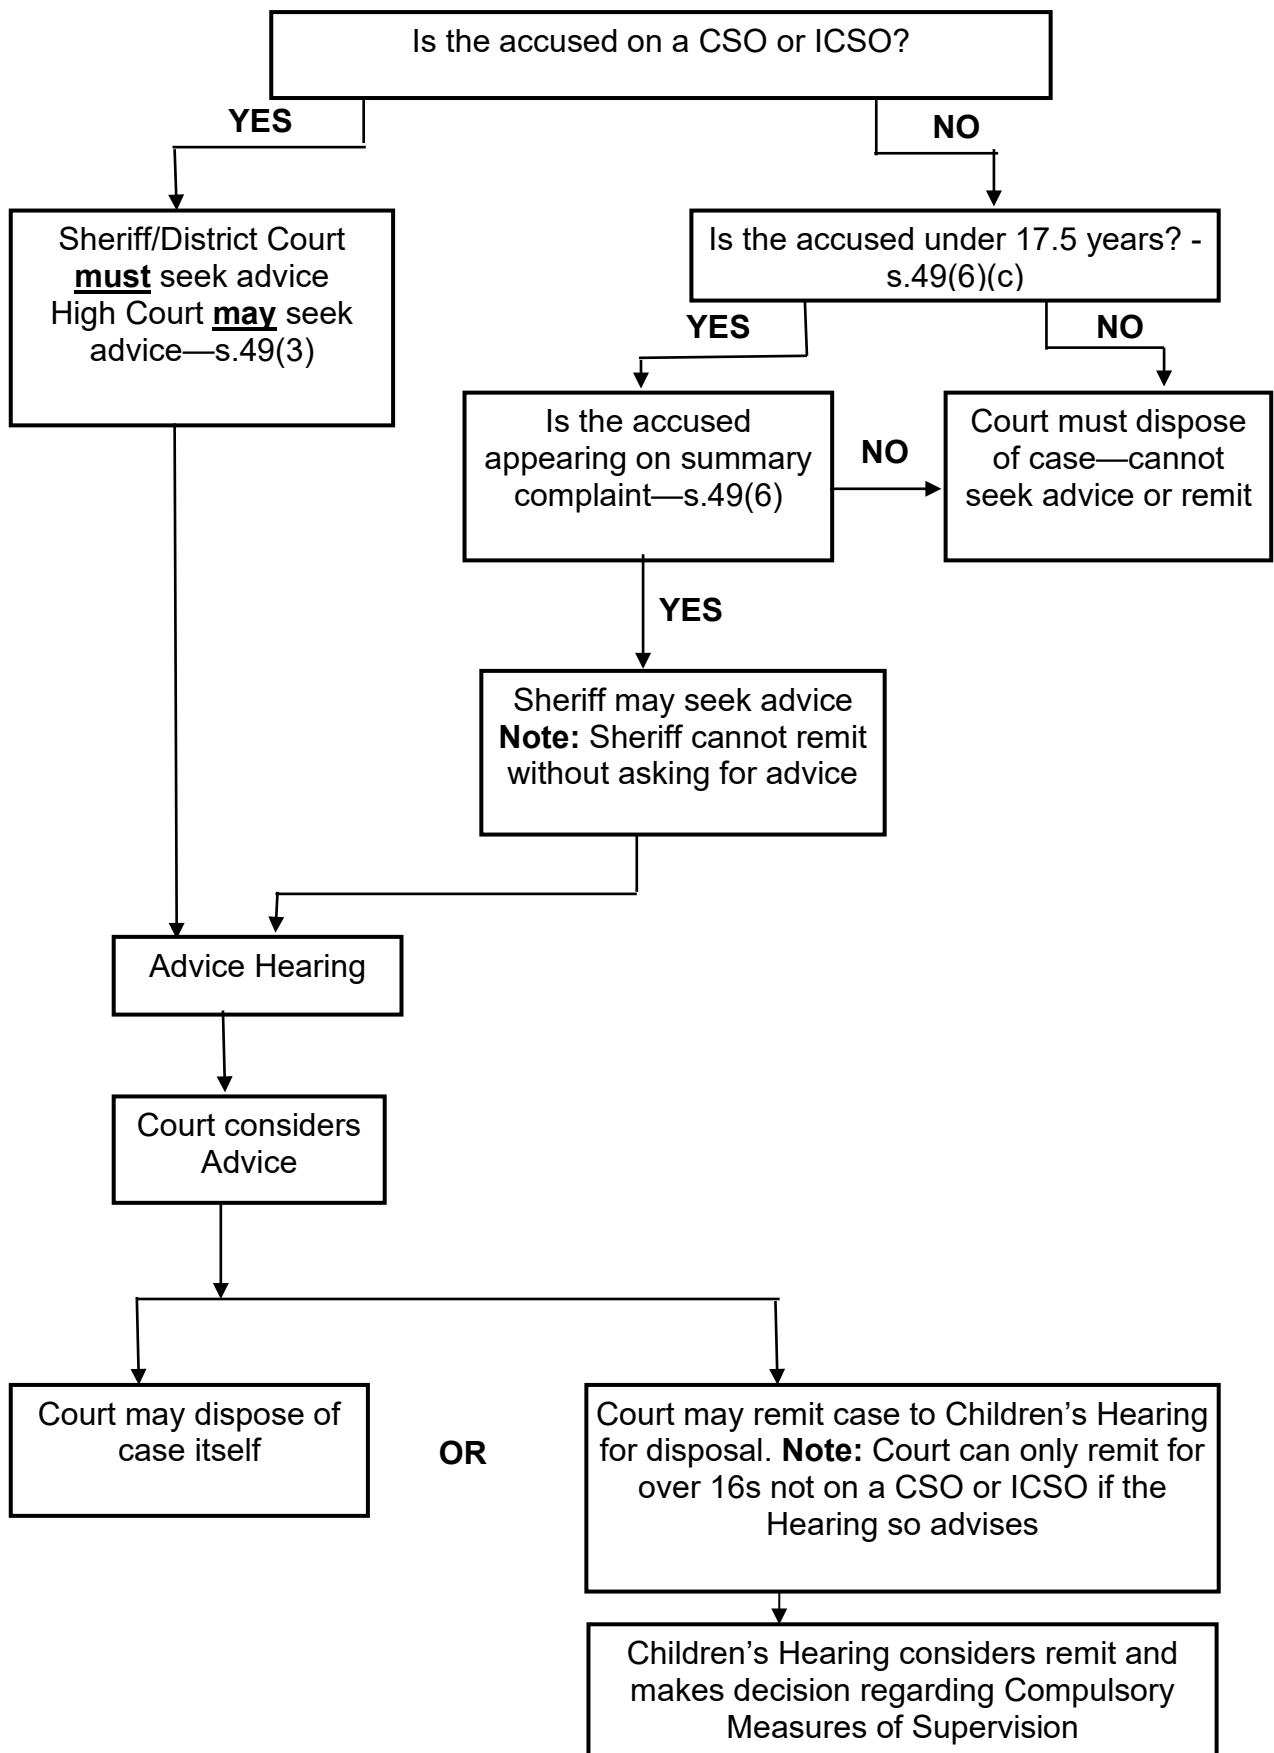 Is the accused on a CSO or ICSO?
YES
NO
Sheriff/District Court
must seek advice
High Court may seek
advice—s.49(3)
Is the accused under 17.5 years? -
s.49(6)(c)
YES
NO
Is the accused
appearing on summary
complaint—s.49(6)
NO
Court must dispose
of case—cannot
seek advice or remit
YES
Sheriff may seek advice
Note: Sheriff cannot remit
without asking for advice
Advice Hearing
Court considers
Advice
Court may dispose of
case itself
OR
Court may remit case to Children’s Hearing
for disposal. Note: Court can only remit for
over 16s not on a CSO or ICSO if the
Hearing so advises
Children’s Hearing considers remit and
makes decision regarding Compulsory
Measures of Supervision